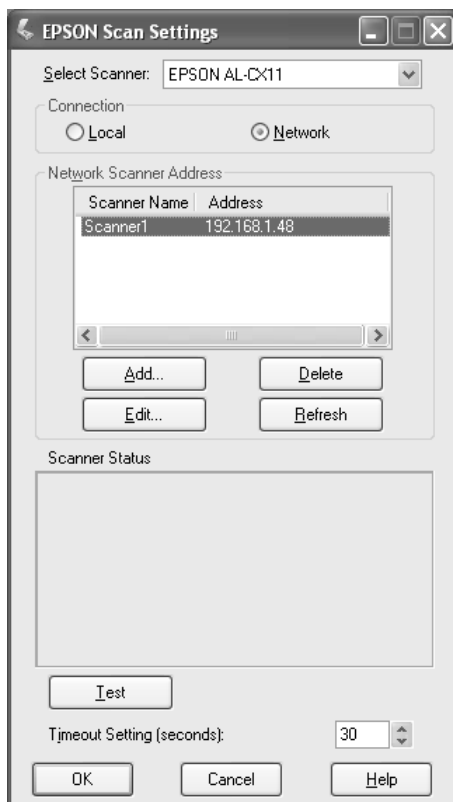 EPSON Scan Settings
Select Scanner: EPSON AL-CX11
Connection
Local Network
Network Scanner Address
Scanner Name Address
Scanner1 192.168.1.48
Add... Delete
Edit... Refresh
Scanner Status
Test
Timeout Setting (seconds): 30
OK Cancel Help